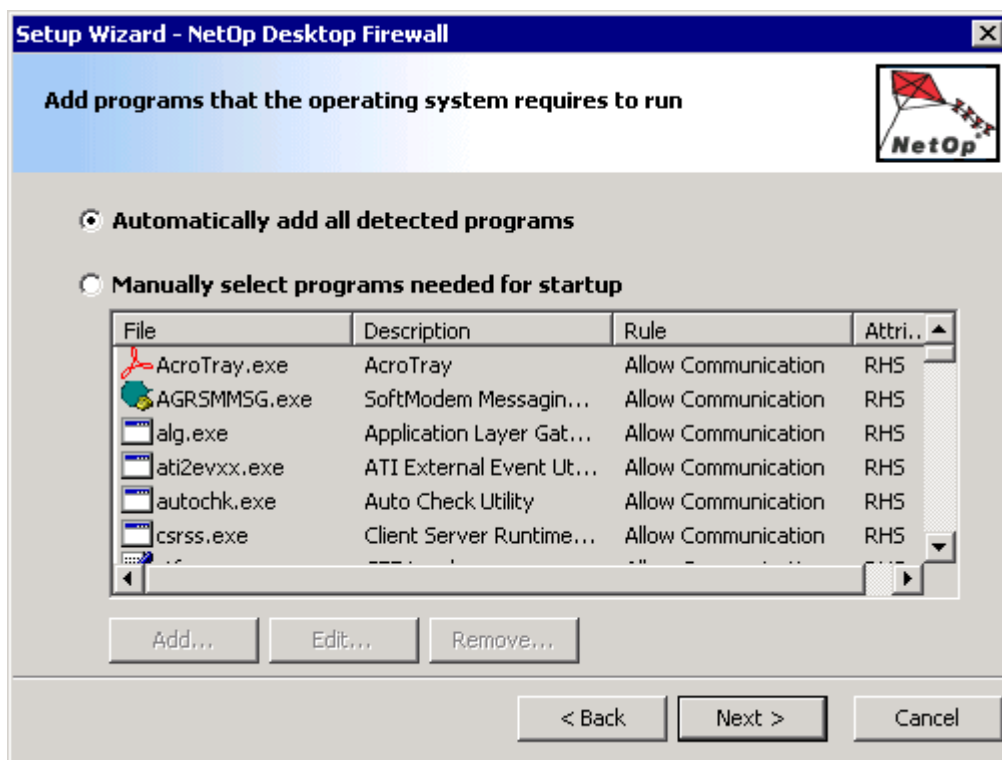 Setup Wizard - NetOp Desktop Firewall
Add programs that the operating system requires to run
NetOp®
Automatically add all detected programs
Manually select programs needed for startup
File Description Rule Attri..
AcroTray.exe AcroTray Allow Communication RHS
AGRSMMSG.exe SoftModem Messagin... Allow Communication RHS
alg.exe Application Layer Gat... Allow Communication RHS
ati2evxx.exe ATI External Event Ut... Allow Communication RHS
autochk.exe Auto Check Utility Allow Communication RHS
csrss.exe Client Server Runtime... Allow Communication RHS
Add... Edit... Remove...
< Back Next > Cancel